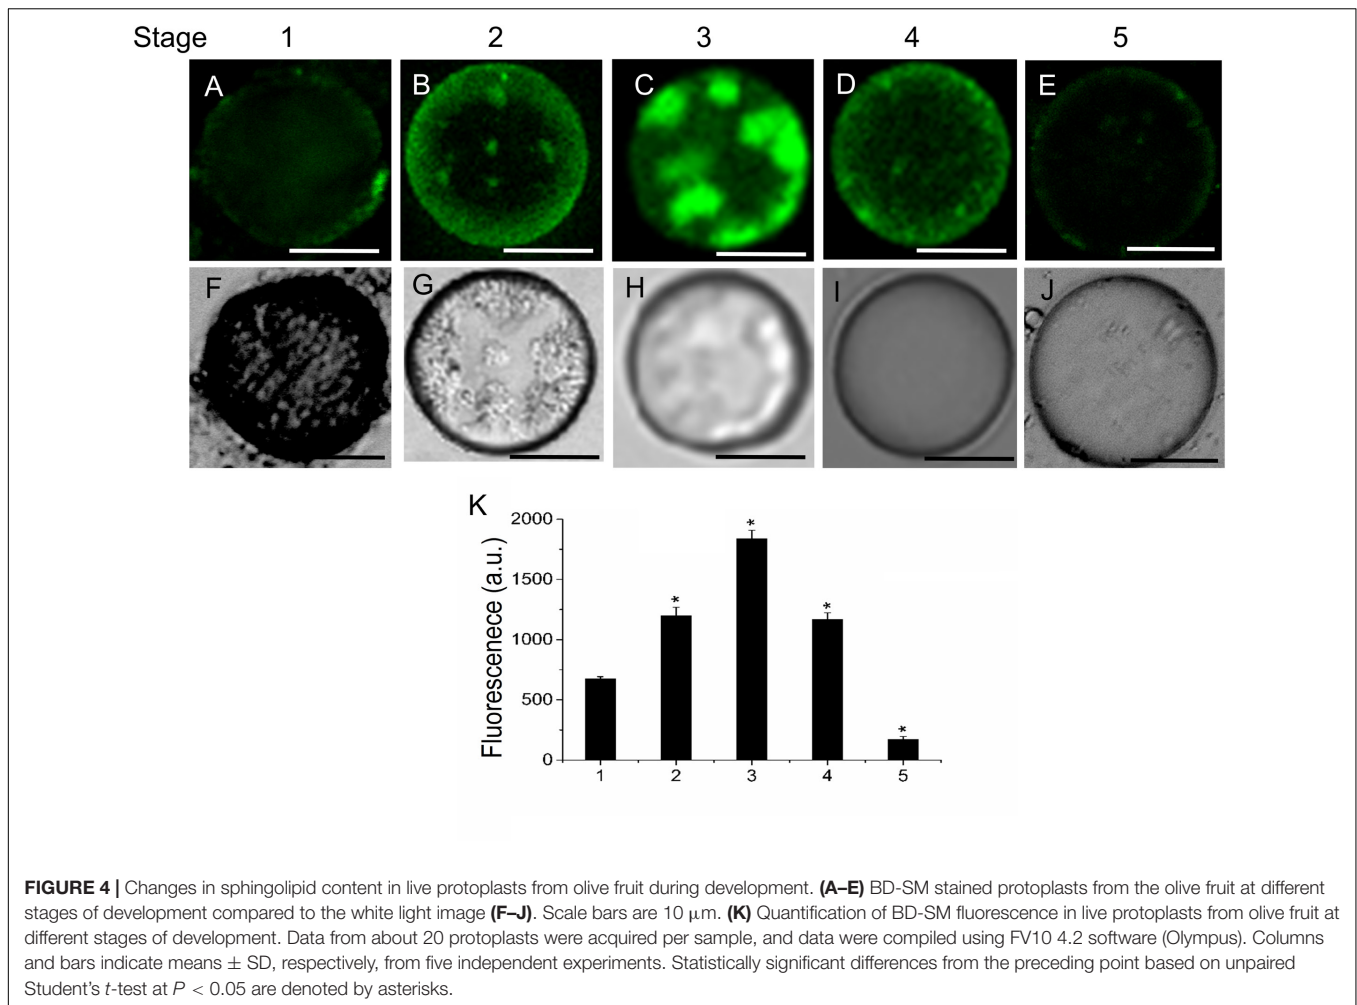 Stage 1 2 3 4 5
A B C D E
F G H I J
K
2000
1500
1000
500
0
Fluorescenece (a.u.)
* * * *
1 2 3 4 5
FIGURE 4 | Changes in sphingolipid content in live protoplasts from olive fruit during development. (A–E) BD-SM stained protoplasts from the olive fruit at different
stages of development compared to the white light image (F–J). Scale bars are 10 μm. (K) Quantification of BD-SM fluorescence in live protoplasts from olive fruit at
different stages of development. Data from about 20 protoplasts were acquired per sample, and data were compiled using FV10 4.2 software (Olympus). Columns
and bars indicate means ± SD, respectively, from five independent experiments. Statistically significant differences from the preceding point based on unpaired
Student's t-test at P < 0.05 are denoted by asterisks.